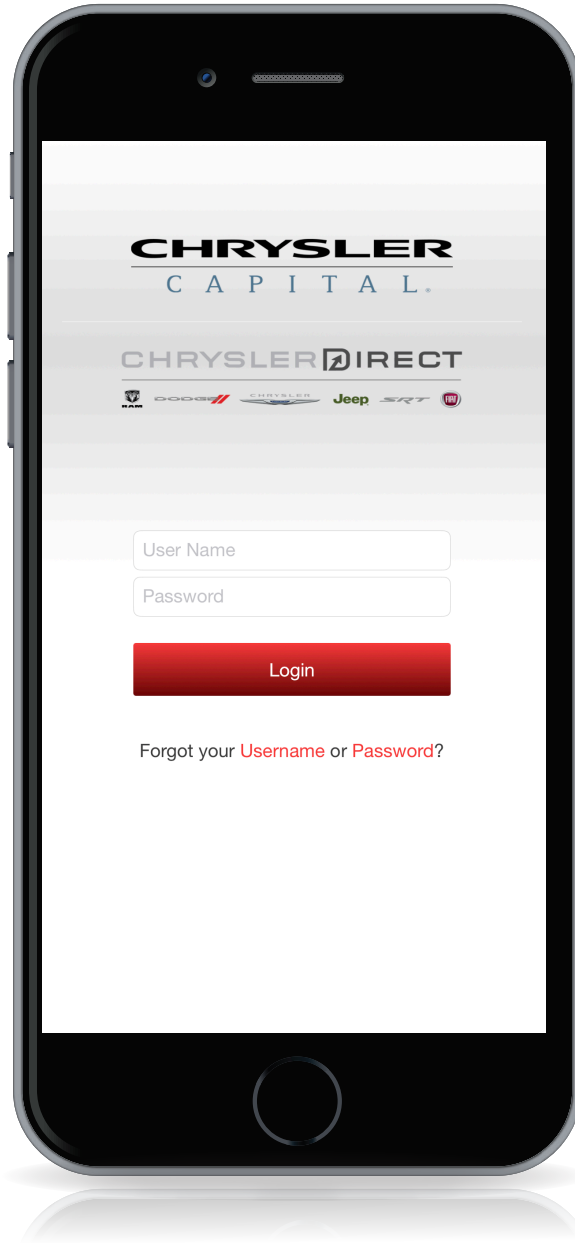 CHRYSLER
CAPITAL®
CHRYSLERDIRECT
RAM DODGE CHRYSLER Jeep SRT FIAT
User Name
Password
Login
Forgot your Username or Password?